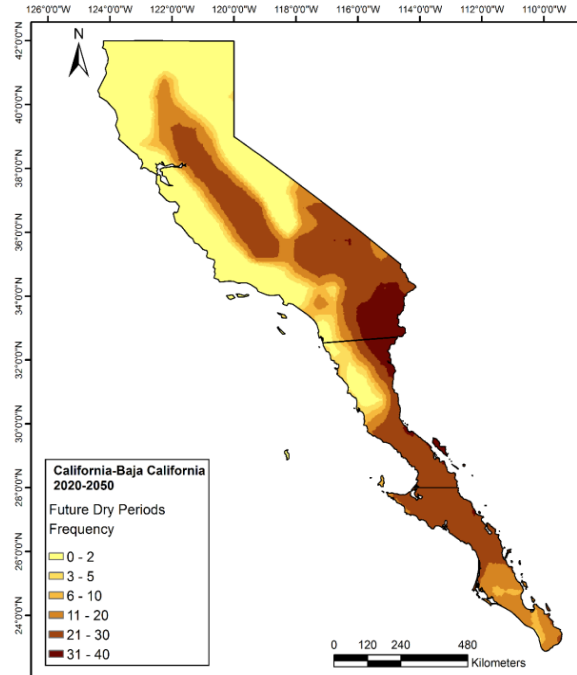 126°0'0"W 124°0'0"W 122°0'0"W 120°0'0"W 118°0'0"W 116°0'0"W 114°0'0"W 112°0'0"W 110°0'0"W
N
42°0'0"N
40°0'0"N
38°0'0"N
36°0'0"N
34°0'0"N
32°0'0"N
30°0'0"N
28°0'0"N
26°0'0"N
24°0'0"N
California-Baja California
2020-2050
Future Dry Periods
Frequency
0 - 2
3 - 5
6 - 10
11 - 20
21 - 30
31 - 40
0 120 240 480
Kilometers